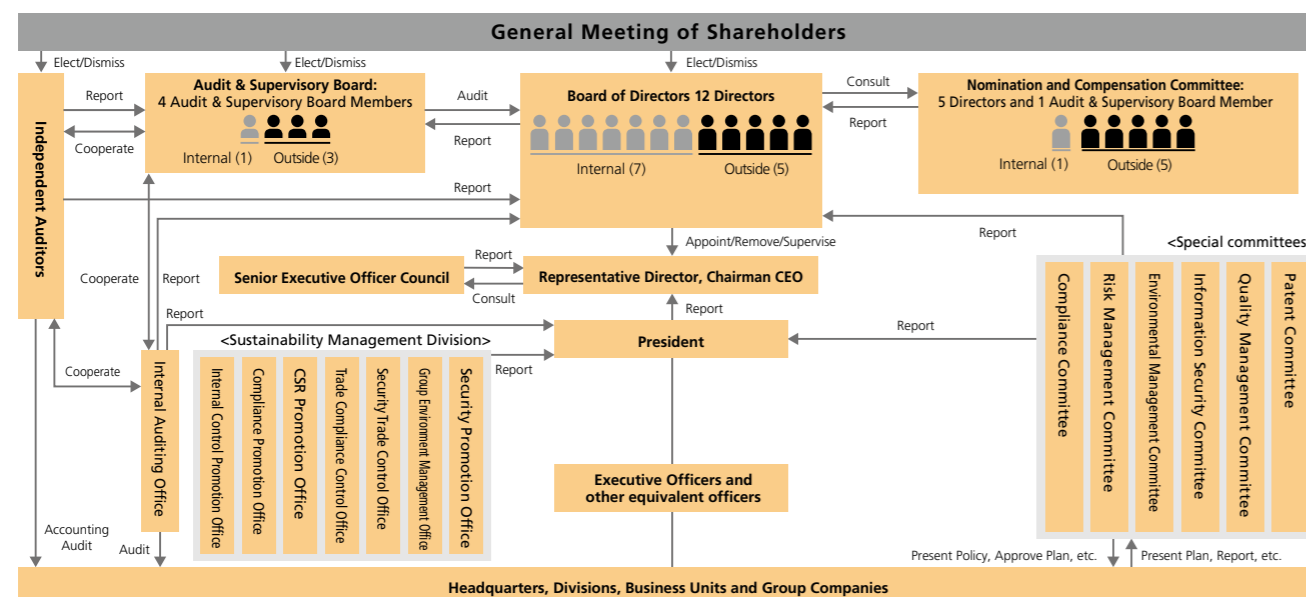 General Meeting of Shareholders
Elect/Dismiss
Elect/Dismiss
Elect/Dismiss
Independent Auditors
Report
Cooperate
Audit & Supervisory Board:
4 Audit & Supervisory Board Members
Internal (1)
Outside (3)
Audit
Report
Board of Directors 12 Directors
Internal (7)
Outside (5)
Consult
Report
Nomination and Compensation Committee:
5 Directors and 1 Audit & Supervisory Board Member
Internal (1)
Outside (5)
Report
Appoint/Remove/Supervise
Report
<Special committees
Cooperate
Report
Senior Executive Officer Council
Report
Consult
Representative Director, Chairman CEO
Report
Report
President
Report
<Sustainability Management Division>
Report
Cooperate
Internal Auditing Office
Internal Control Promotion Office
Compliance Promotion Office
CSR Promotion Office
Trade Compliance Control Office
Security Trade Control Office
Group Environment Management Office
Security Promotion Office
Compliance Committee
Risk Management Committee
Environmental Management Committee
Information Security Committee
Quality Management Committee
Patent Committee
Executive Officers and
other equivalent officers
Accounting
Audit
Audit
Present Policy, Approve Plan, etc.
Present Plan, Report, etc.
Headquarters, Divisions, Business Units and Group Companies